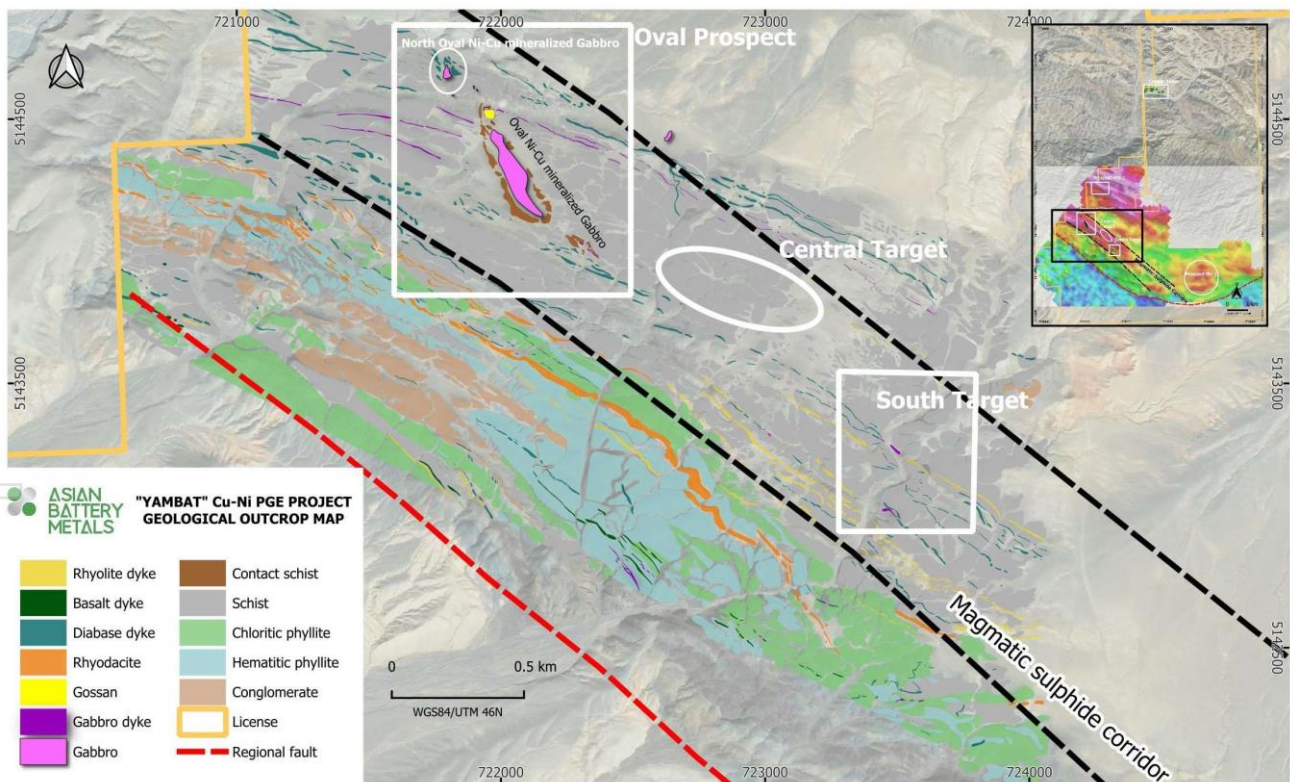 721000
722000
723000
724000
North Oval Ni-Cu mineralized Gabbro
Oval Prospect
5144500
5144500
Oval Ni-Cu mineralized Gabbro
Central Target
5143500
5143500
South Target
ASIAN
BATTERY
METALS
"YAMBAT" Cu-Ni PGE PROJECT
GEOLOGICAL OUTCROP MAP
Rhyolite dyke
Contact schist
Basalt dyke
Schist
Diabase dyke
Chloritic phyllite
Rhyodacite
Hematitic phyllite
Gossan
Conglomerate
Gabbro dyke
License
Gabbro
Regional fault
0
0.5 km
WGS84/UTM 46N
Magmatic sulphide corridor
722000
723000
724000